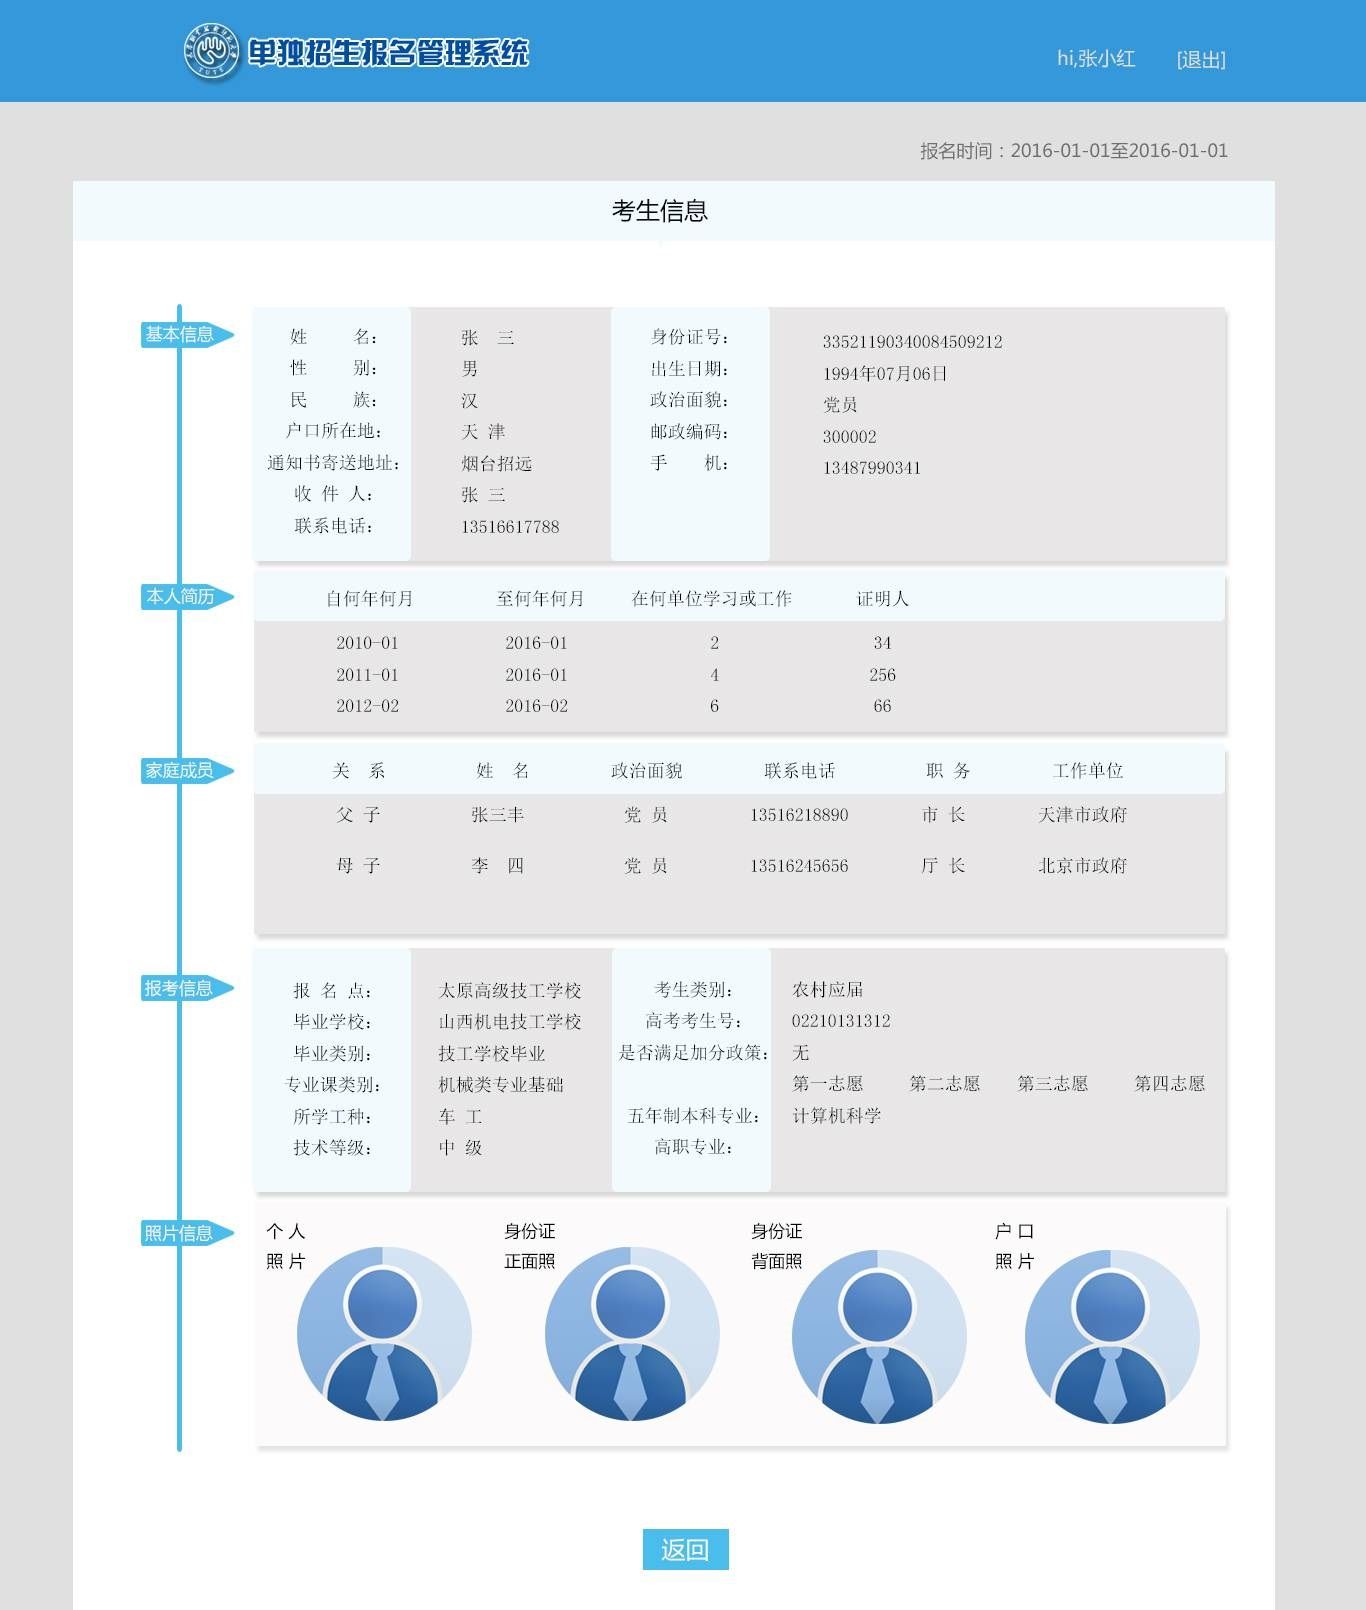 单独招生报名管理系统
hi,张小红 [退出]
报名时间：2016-01-01至2016-01-01
考生信息
基本信息
姓 名： 张 三 身份证号： 33521190340084509212
性 别： 男 出生日期： 1994年07月06日
民 族： 汉 政治面貌： 党员
户口所在地： 天 津 邮政编码： 300002
通知书寄送地址： 烟台招远 手 机： 13487990341
收 件 人： 张 三
联系电话： 13516617788
本人简历
自何年何月 至何年何月 在何单位学习或工作 证明人
2010-01 2016-01 2 34
2011-01 2016-01 4 256
2012-02 2016-02 6 66
家庭成员
关 系 姓 名 政治面貌 联系电话 职 务 工作单位
父 子 张三丰 党 员 13516218890 市 长 天津市政府
母 子 李 四 党 员 13516245656 厅 长 北京市政府
报考信息
报 名 点： 太原高级技工学校 考生类别： 农村应届
毕业学校： 山西机电技工学校 高考考生号： 02210131312
毕业类别： 技工学校毕业 是否满足加分政策： 无
专业课类别： 机械类专业基础 第一志愿 第二志愿 第三志愿 第四志愿
所学工种： 车 工 五年制本科专业： 计算机科学
技术等级： 中 级 高职专业：
照片信息
个 人 身份证 身份证 户 口
照 片 正面照 背面照 照 片
返回